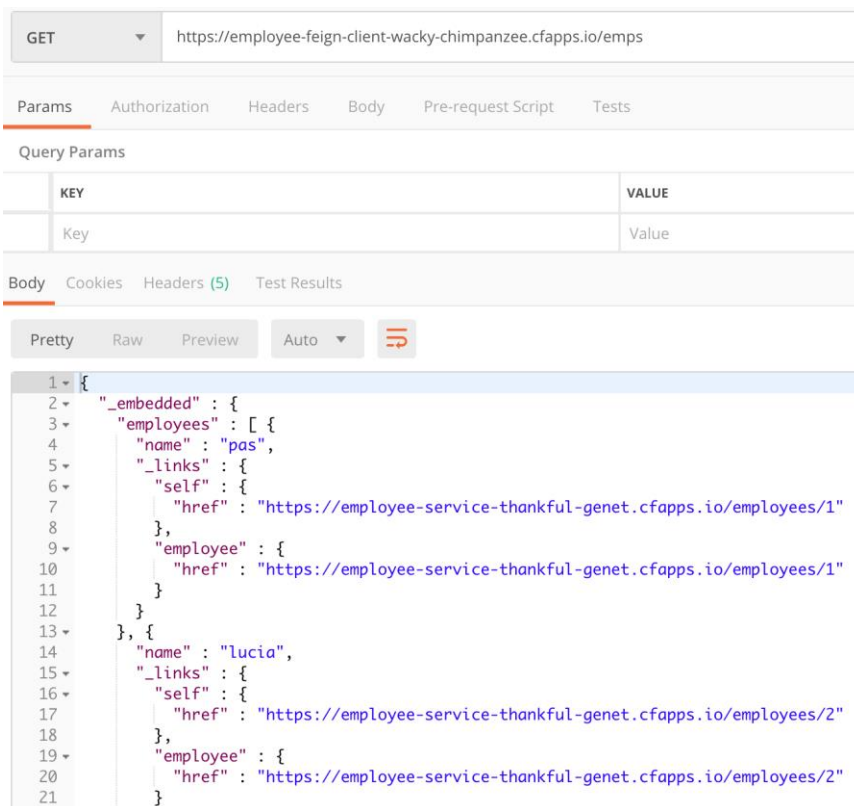 GET https://employee-feign-client-wacky-chimpanzee.cfapps.io/emps
Params Authorization Headers Body Pre-request Script Tests
Query Params
KEY VALUE
Key Value
Body Cookies Headers (5) Test Results
Pretty Raw Preview Auto
1 {
2 "_embedded" : {
3 "employees" : [ {
4 "name" : "pas",
5 "_links" : {
6 "self" : {
7 "href" : "https://employee-service-thankful-genet.cfapps.io/employees/1"
8 },
9 "employee" : {
10 "href" : "https://employee-service-thankful-genet.cfapps.io/employees/1"
11 }
12 }
13 }, {
14 "name" : "lucia",
15 "_links" : {
16 "self" : {
17 "href" : "https://employee-service-thankful-genet.cfapps.io/employees/2"
18 },
19 "employee" : {
20 "href" : "https://employee-service-thankful-genet.cfapps.io/employees/2"
21 }